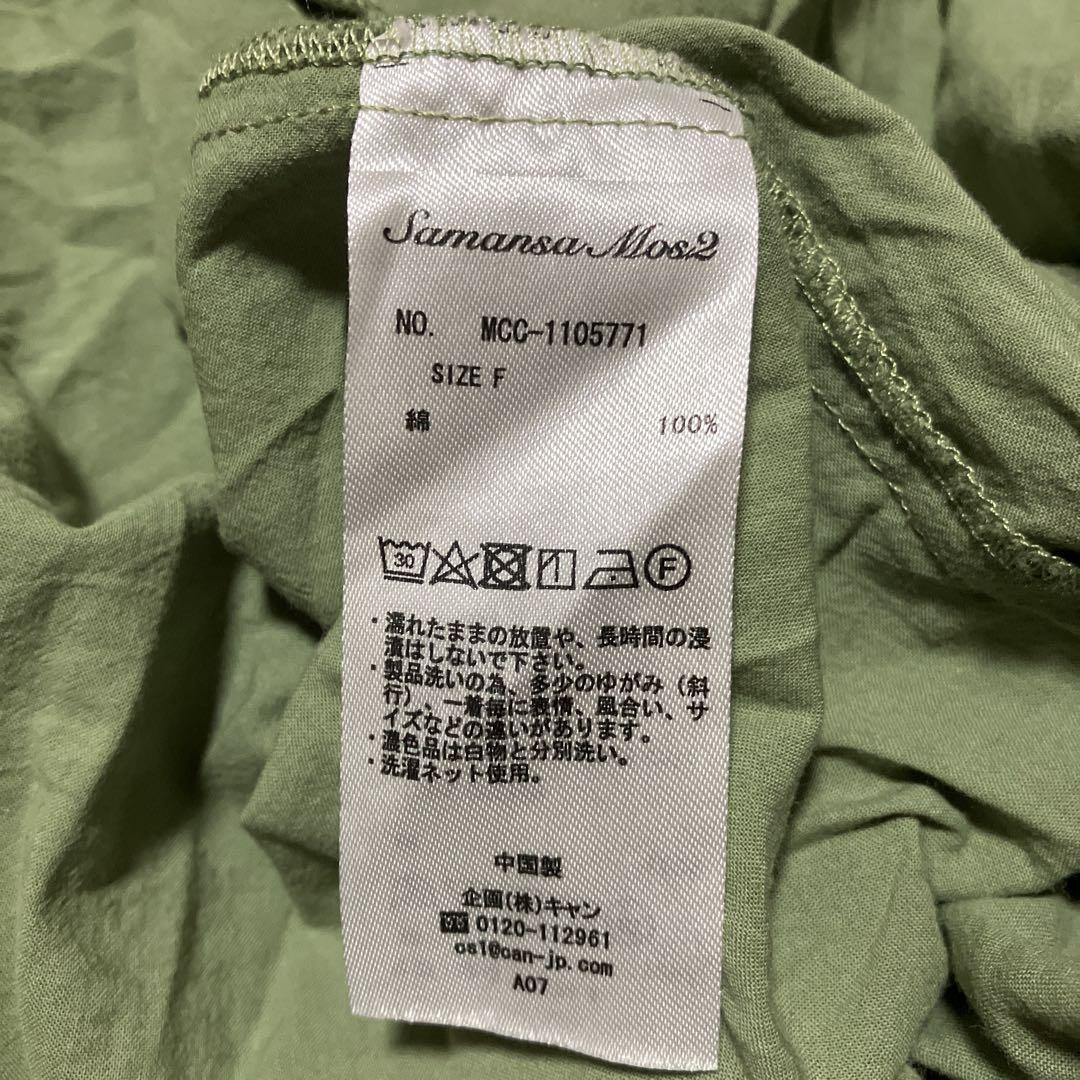 Samansa Mos2
NO. MCC-1105771
SIZE F
綿 100%
30 F
・濡れたままの放置や、長時間の浸
漬はしないで下さい。
・製品洗いの為、多少のゆがみ（斜
行）、一着毎に表情、風合い、サ
イズなどの違いがあります。
・濃色品は白物と分別洗い。
・洗濯ネット使用。
中国製
企画(株)キャン
0120-112961
cs1@can-jp.com
A07